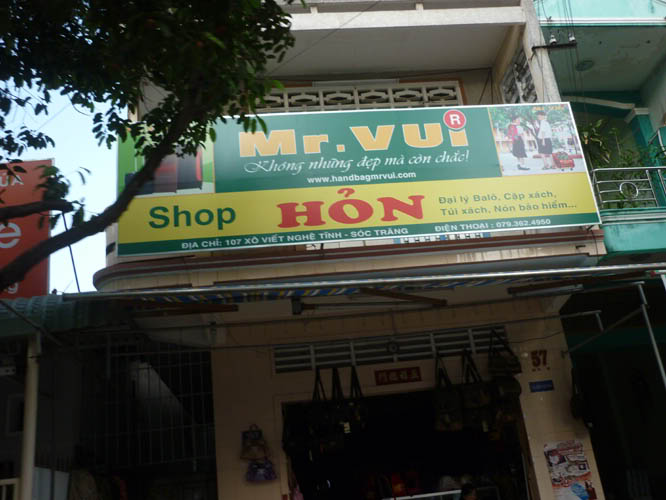 Mr. VUi
R
Không những đẹp mà còn chắc!
www.handbagmrvui.com
Shop HỎN
Đại lý Balô, Cặp xách,
Túi xách, Nón bảo hiểm...
ĐỊA CHỈ: 107 XÔ VIẾT NGHỆ TĨNH - SÓC TRĂNG
ĐIỆN THOẠI : 079.362.4950
57